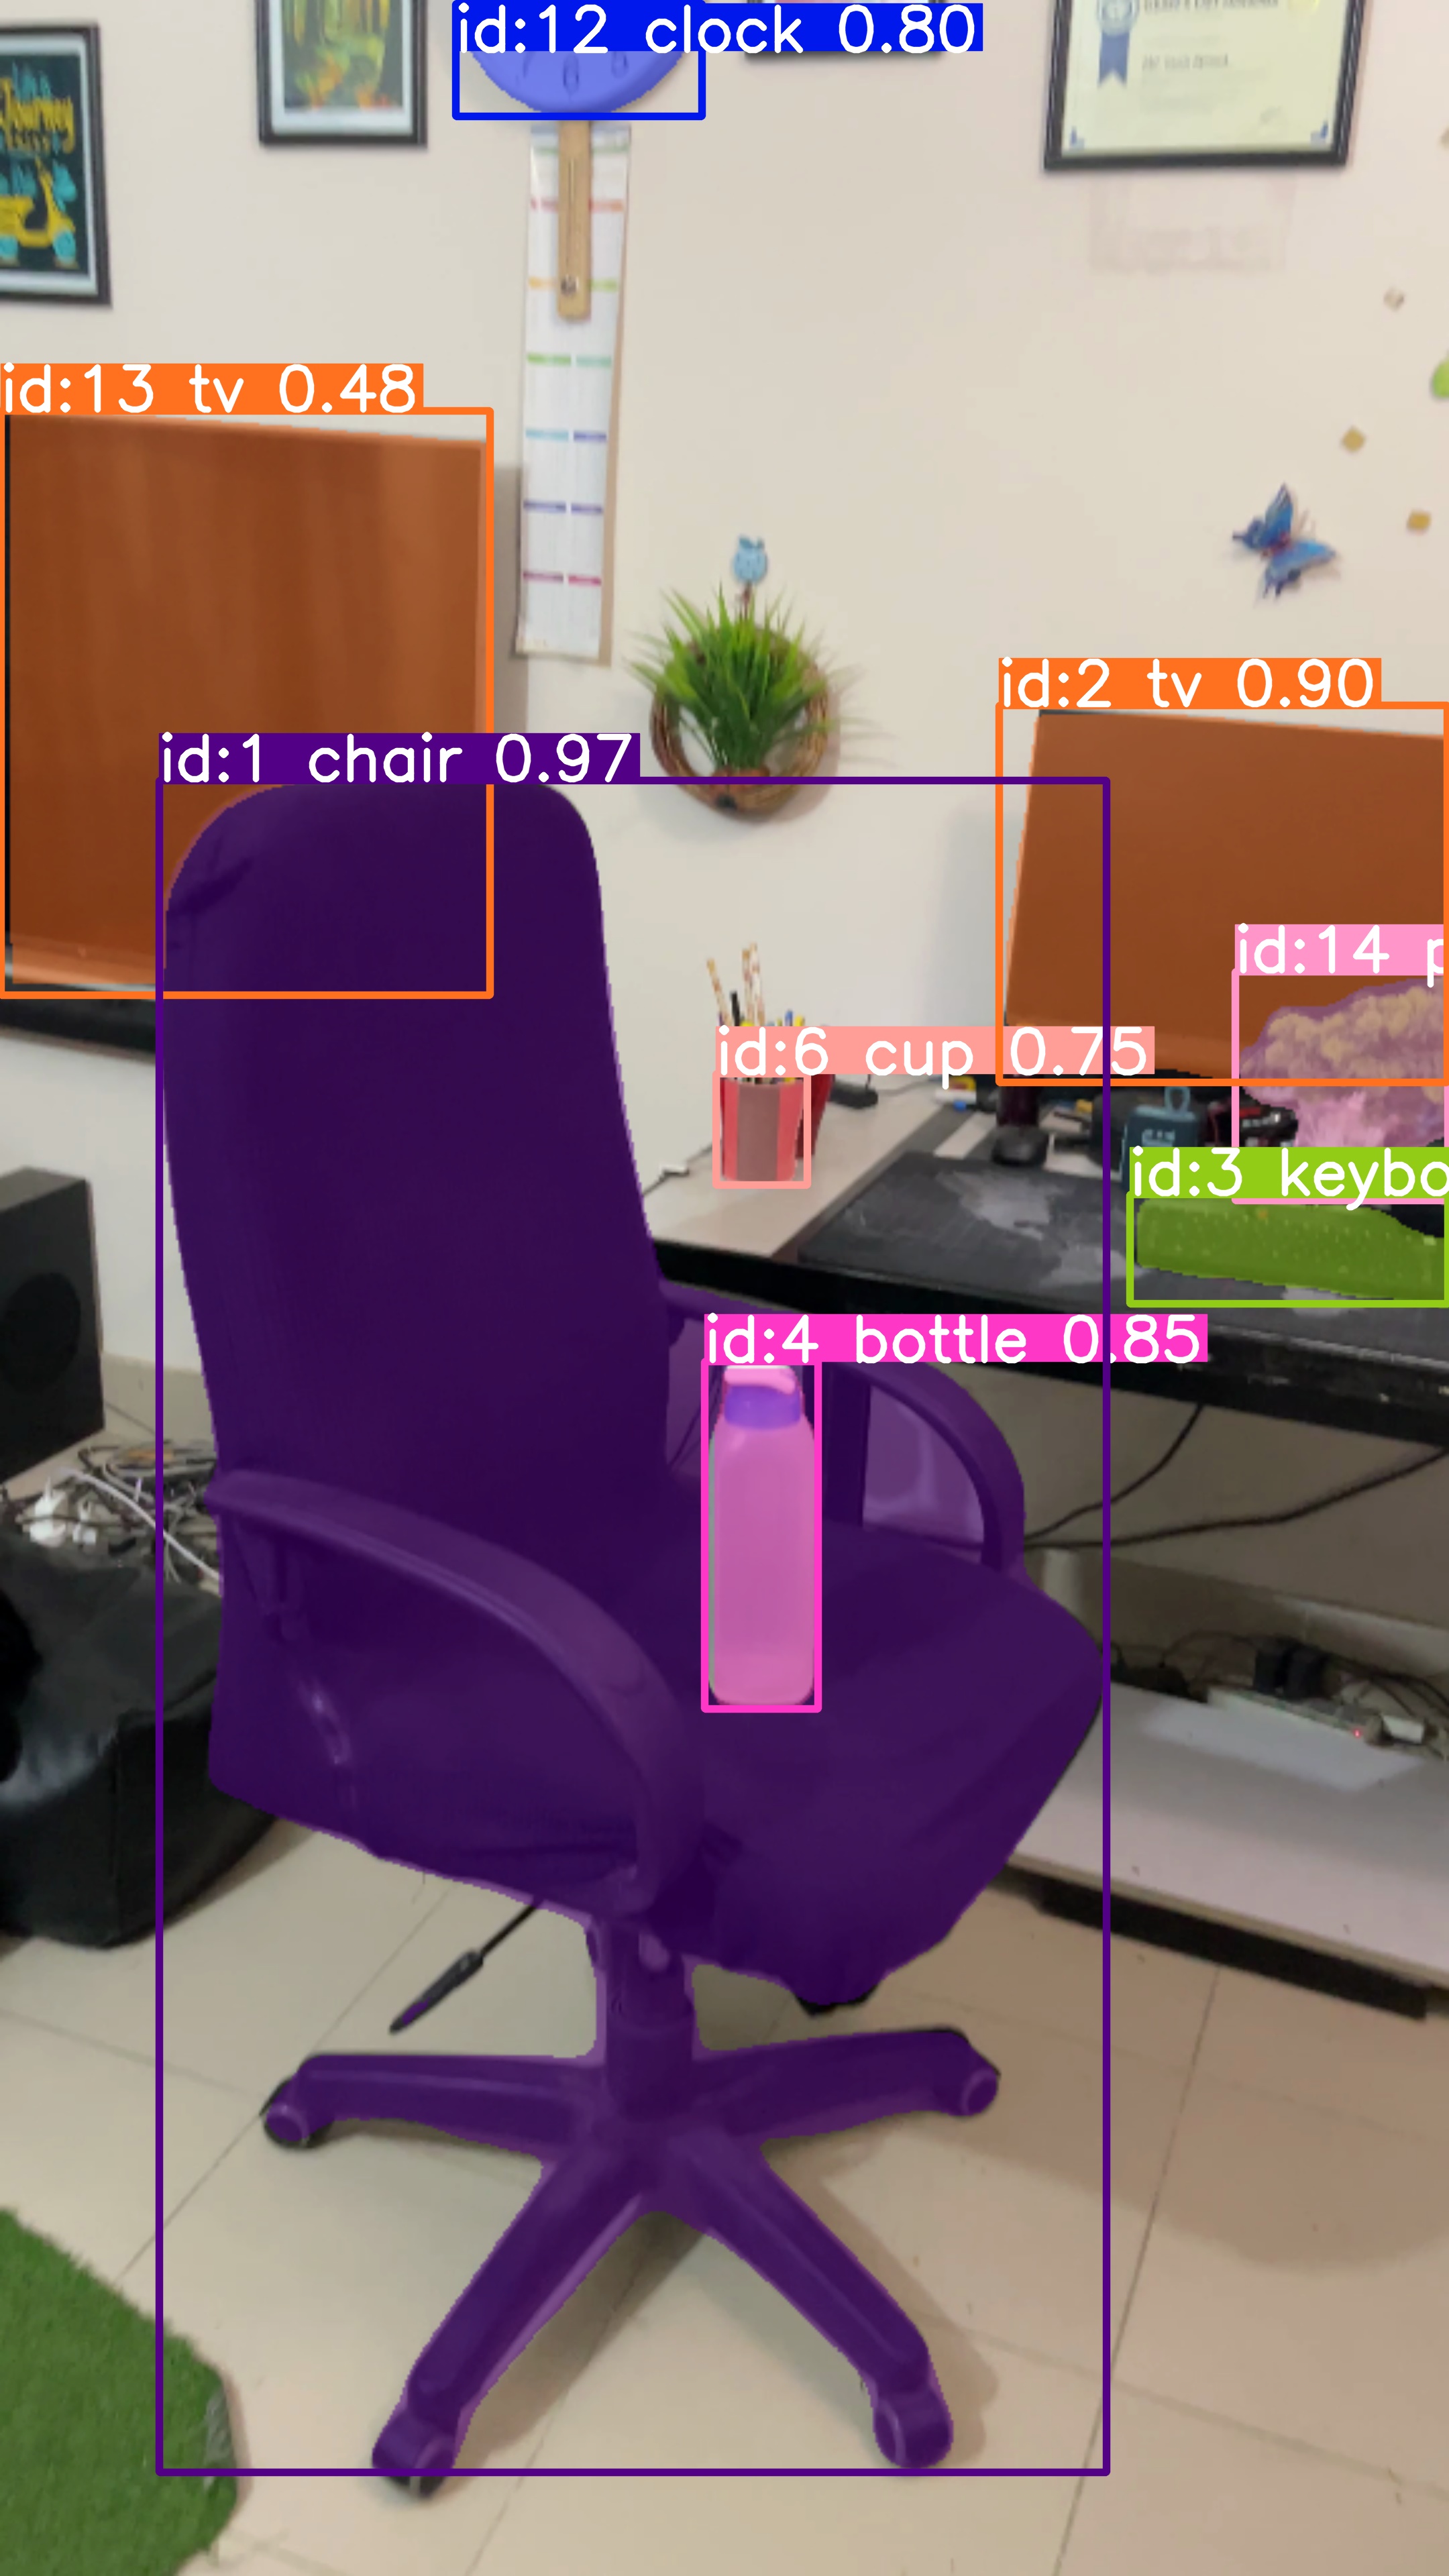 id:12 clock 0.80
Journey
id:13 tv 0.48
id:2 tv 0.90
id:1 chair 0.97
id:14 p
id:6 cup 0.75
id:3 keybo
id:4 bottle 0.85